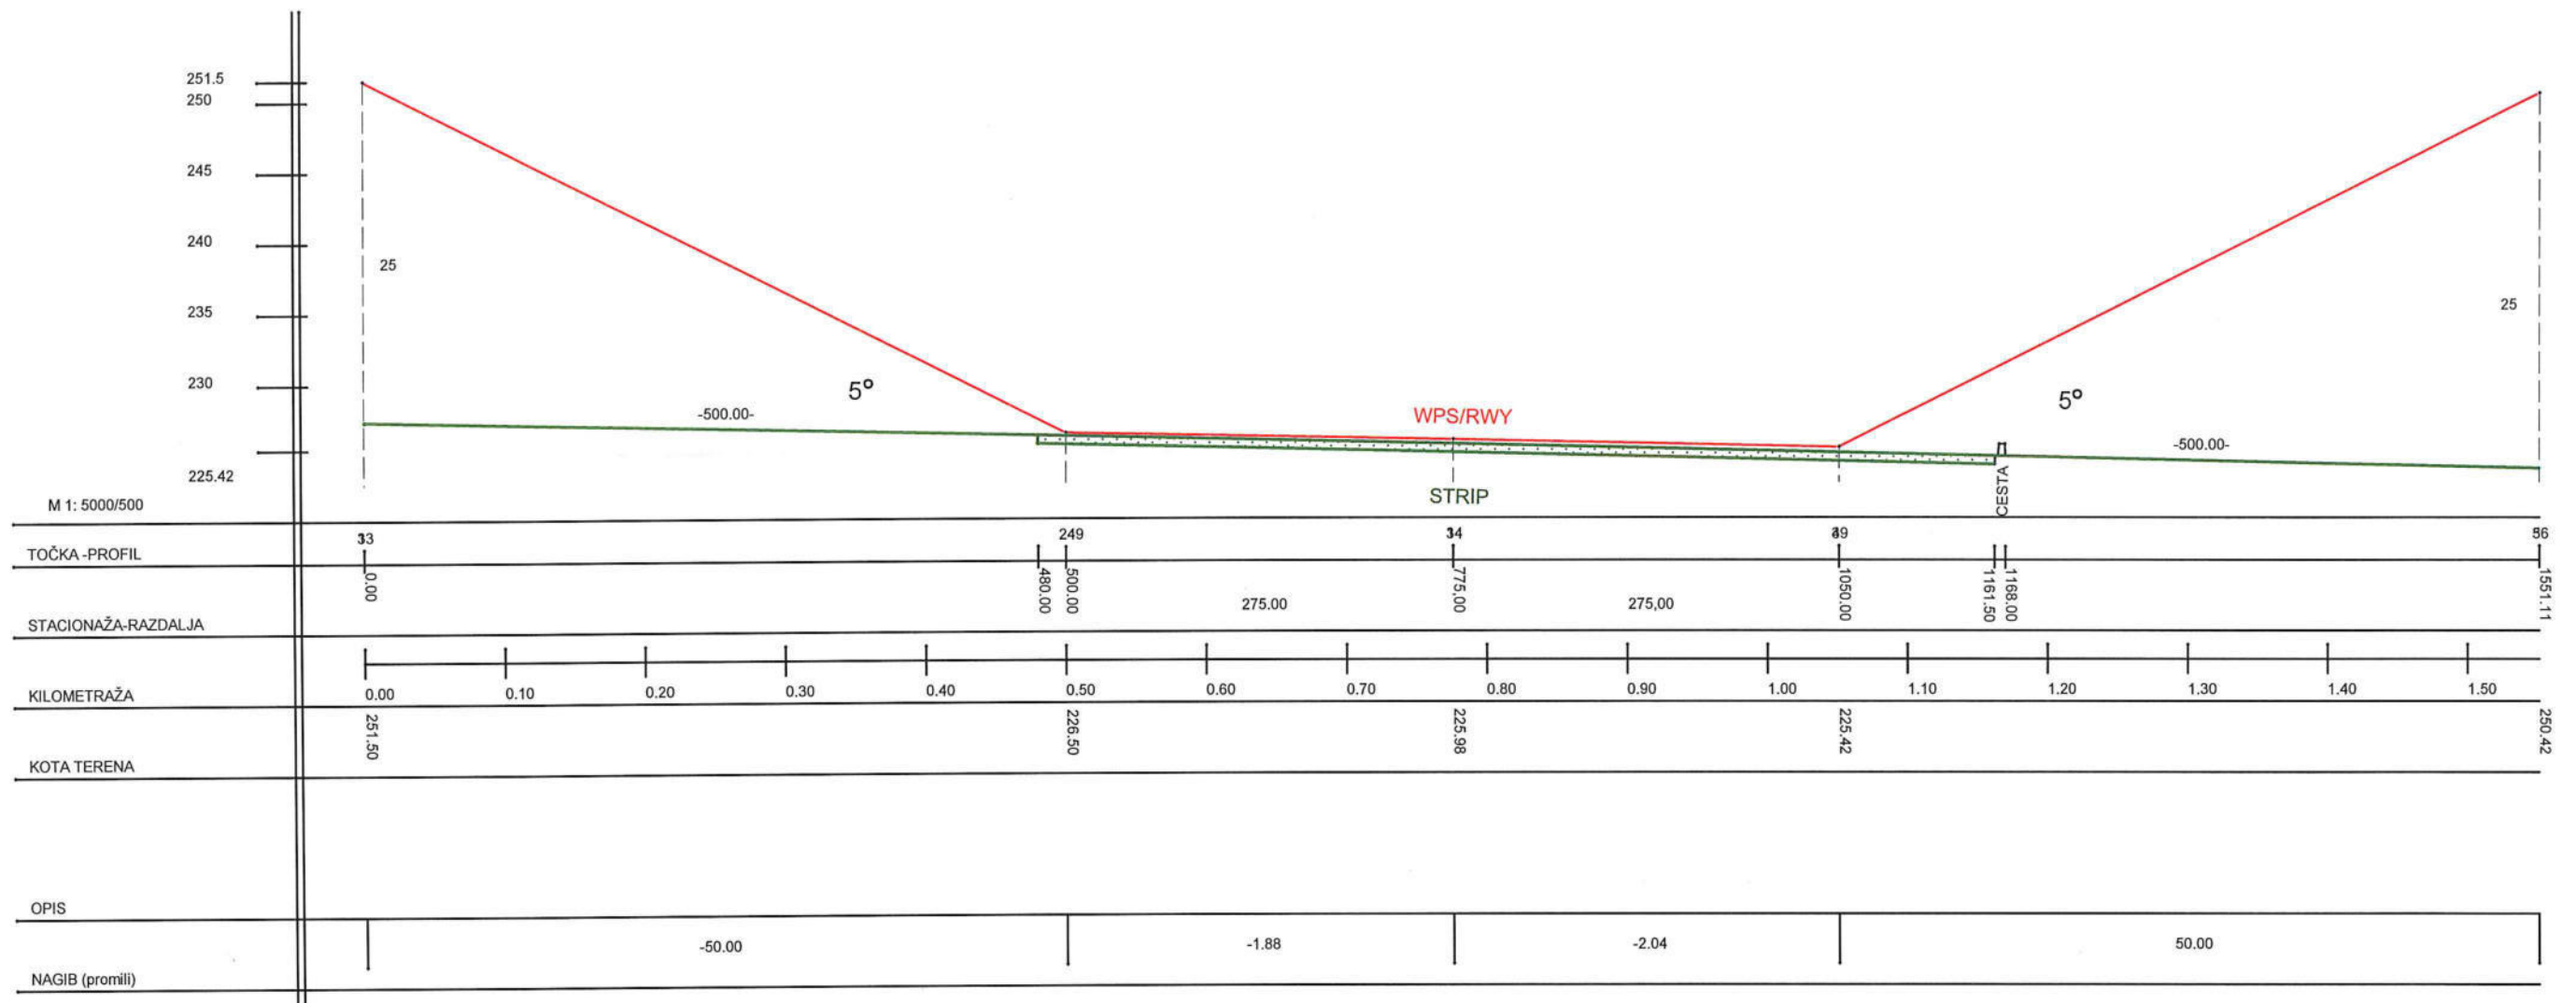 251.5
250
245
240
235
230
225.42
25
5°
-500.00-
WPS/RWY
STRIP
CESTA
5°
-500.00-
25
M 1: 5000/500
249
TOČKA -PROFIL
0.00
480.00
500.00
775,00
1050.00
1161.50
1168.00
1551.11
275.00
275,00
STACIONAŽA-RAZDALJA
0.00 0.10 0.20 0.30 0.40 0.50 0.60 0.70 0.80 0.90 1.00 1.10 1.20 1.30 1.40 1.50
KILOMETRAŽA
251.50
226.50
225.98
225.42
250.42
KOTA TERENA
OPIS
-50.00 -1.88 -2.04 50.00
NAGIB (promili)